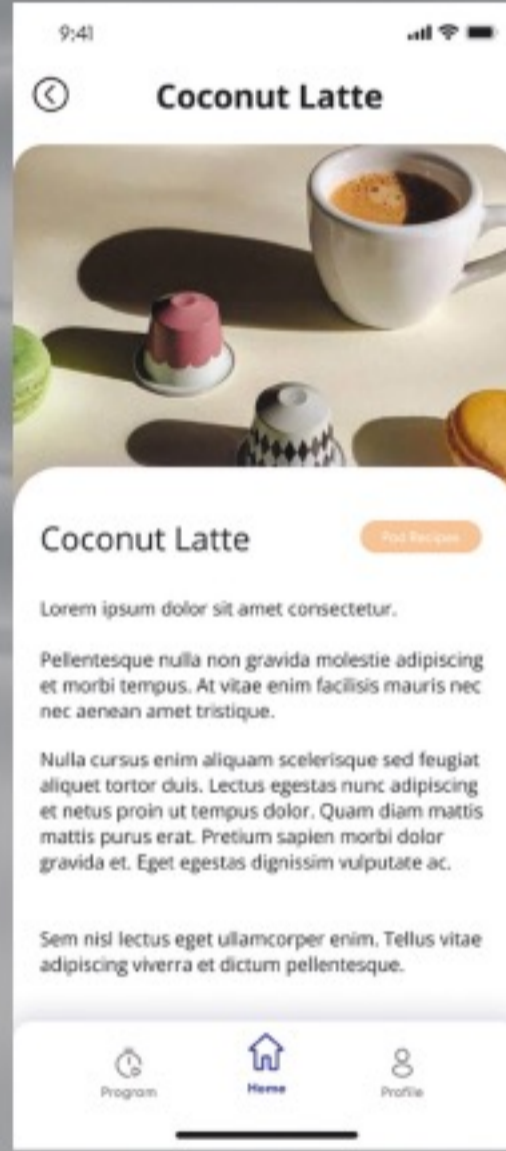 9:41
Coconut Latte
Coconut Latte
Pod Recipes
Lorem ipsum dolor sit amet consectetur.
Pellentesque nulla non gravida molestie adipiscing
et morbi tempus. At vitae enim facilisis mauris nec
nec aenean amet tristique.
Nulla cursus enim aliquam scelerisque sed feugiat
aliquet tortor duis. Lectus egestas nunc adipiscing
et netus proin ut tempus dolor. Quam diam mattis
mattis purus erat. Pretium sapien morbi dolor
gravida et. Eget egestas dignissim vulputate ac.
Sem nisl lectus eget ullamcorper enim. Tellus vitae
adipiscing viverra et dictum pellentesque.
Program
Home
Profile